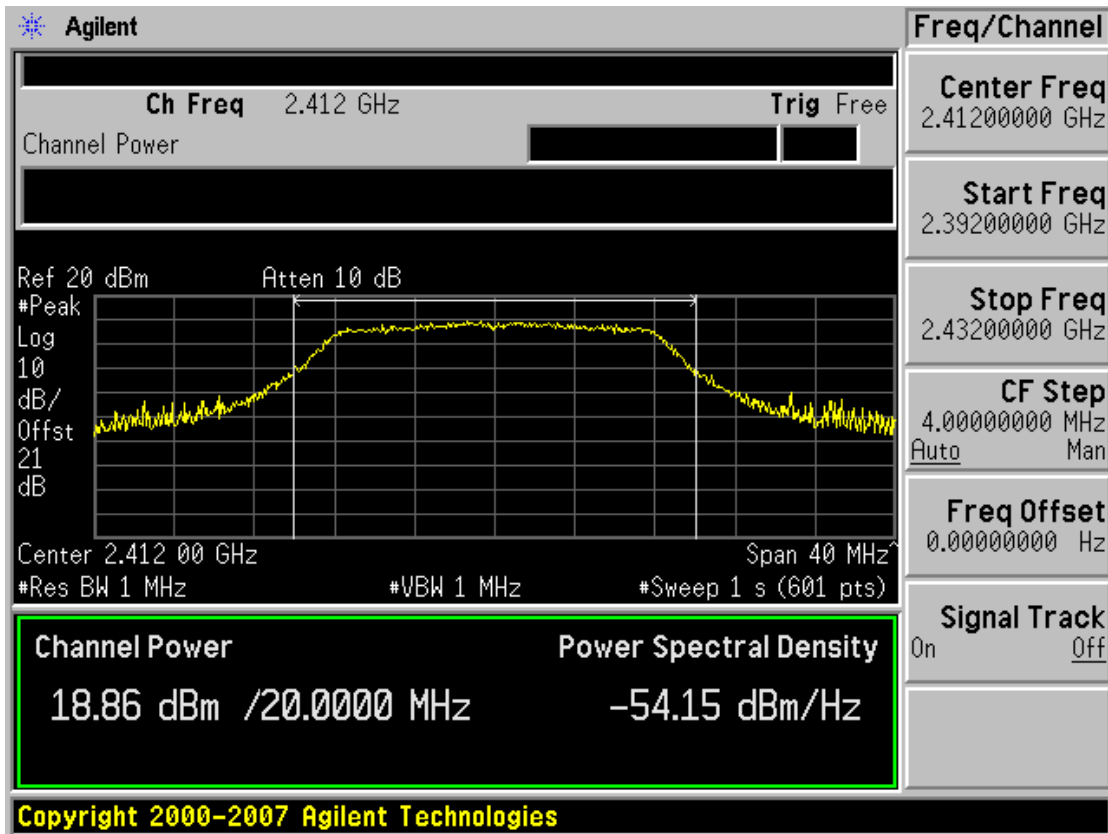 Agilent
Freq/Channel
Ch Freq 2.412 GHz Trig Free
Channel Power
Center Freq
2.41200000 GHz
Start Freq
2.39200000 GHz
Stop Freq
2.43200000 GHz
CF Step
4.00000000 MHz
Auto Man
Freq Offset
0.00000000 Hz
Signal Track
On Off
Ref 20 dBm Atten 10 dB
#Peak
Log
10
dB/
Offst
21
dB
Center 2.412 00 GHz Span 40 MHz^
#Res BW 1 MHz #VBW 1 MHz #Sweep 1 s (601 pts)
Channel Power Power Spectral Density
18.86 dBm /20.0000 MHz -54.15 dBm/Hz
Copyright 2000-2007 Agilent Technologies